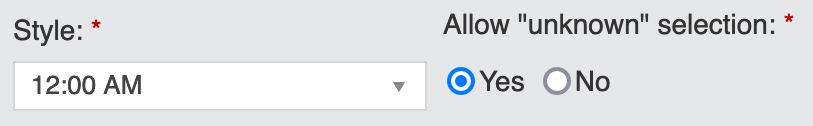 Style: *
Allow "unknown" selection: *
12:00 AM
Yes No